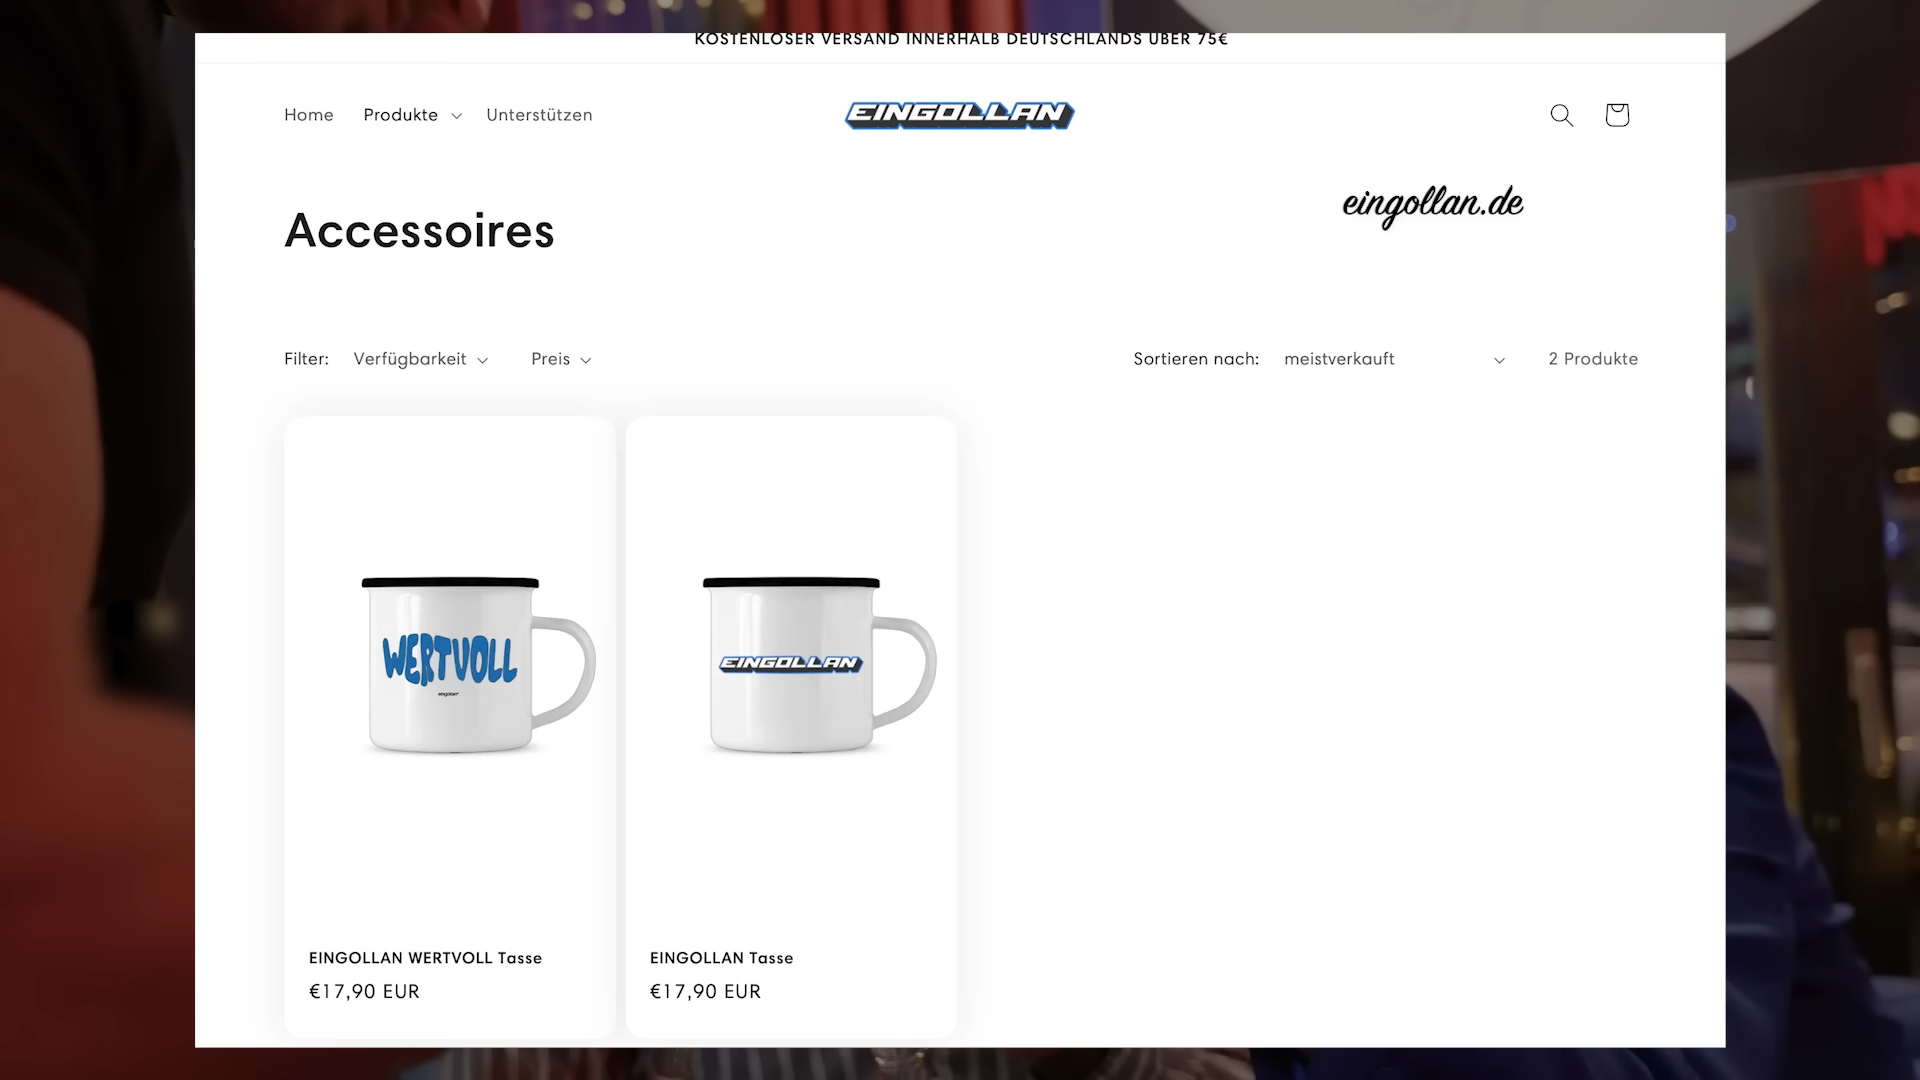 KOSTENLOSER VERSAND INNERHALB DEUTSCHLANDS ÜBER 75€
Home Produkte Unterstützen
EINGOLLAN
eingollan.de
Accessoires
Filter: Verfügbarkeit Preis Sortieren nach: meistverkauft 2 Produkte
WERTVOLL
eingollan
EINGOLLAN
EINGOLLAN WERTVOLL Tasse
€17,90 EUR
EINGOLLAN Tasse
€17,90 EUR